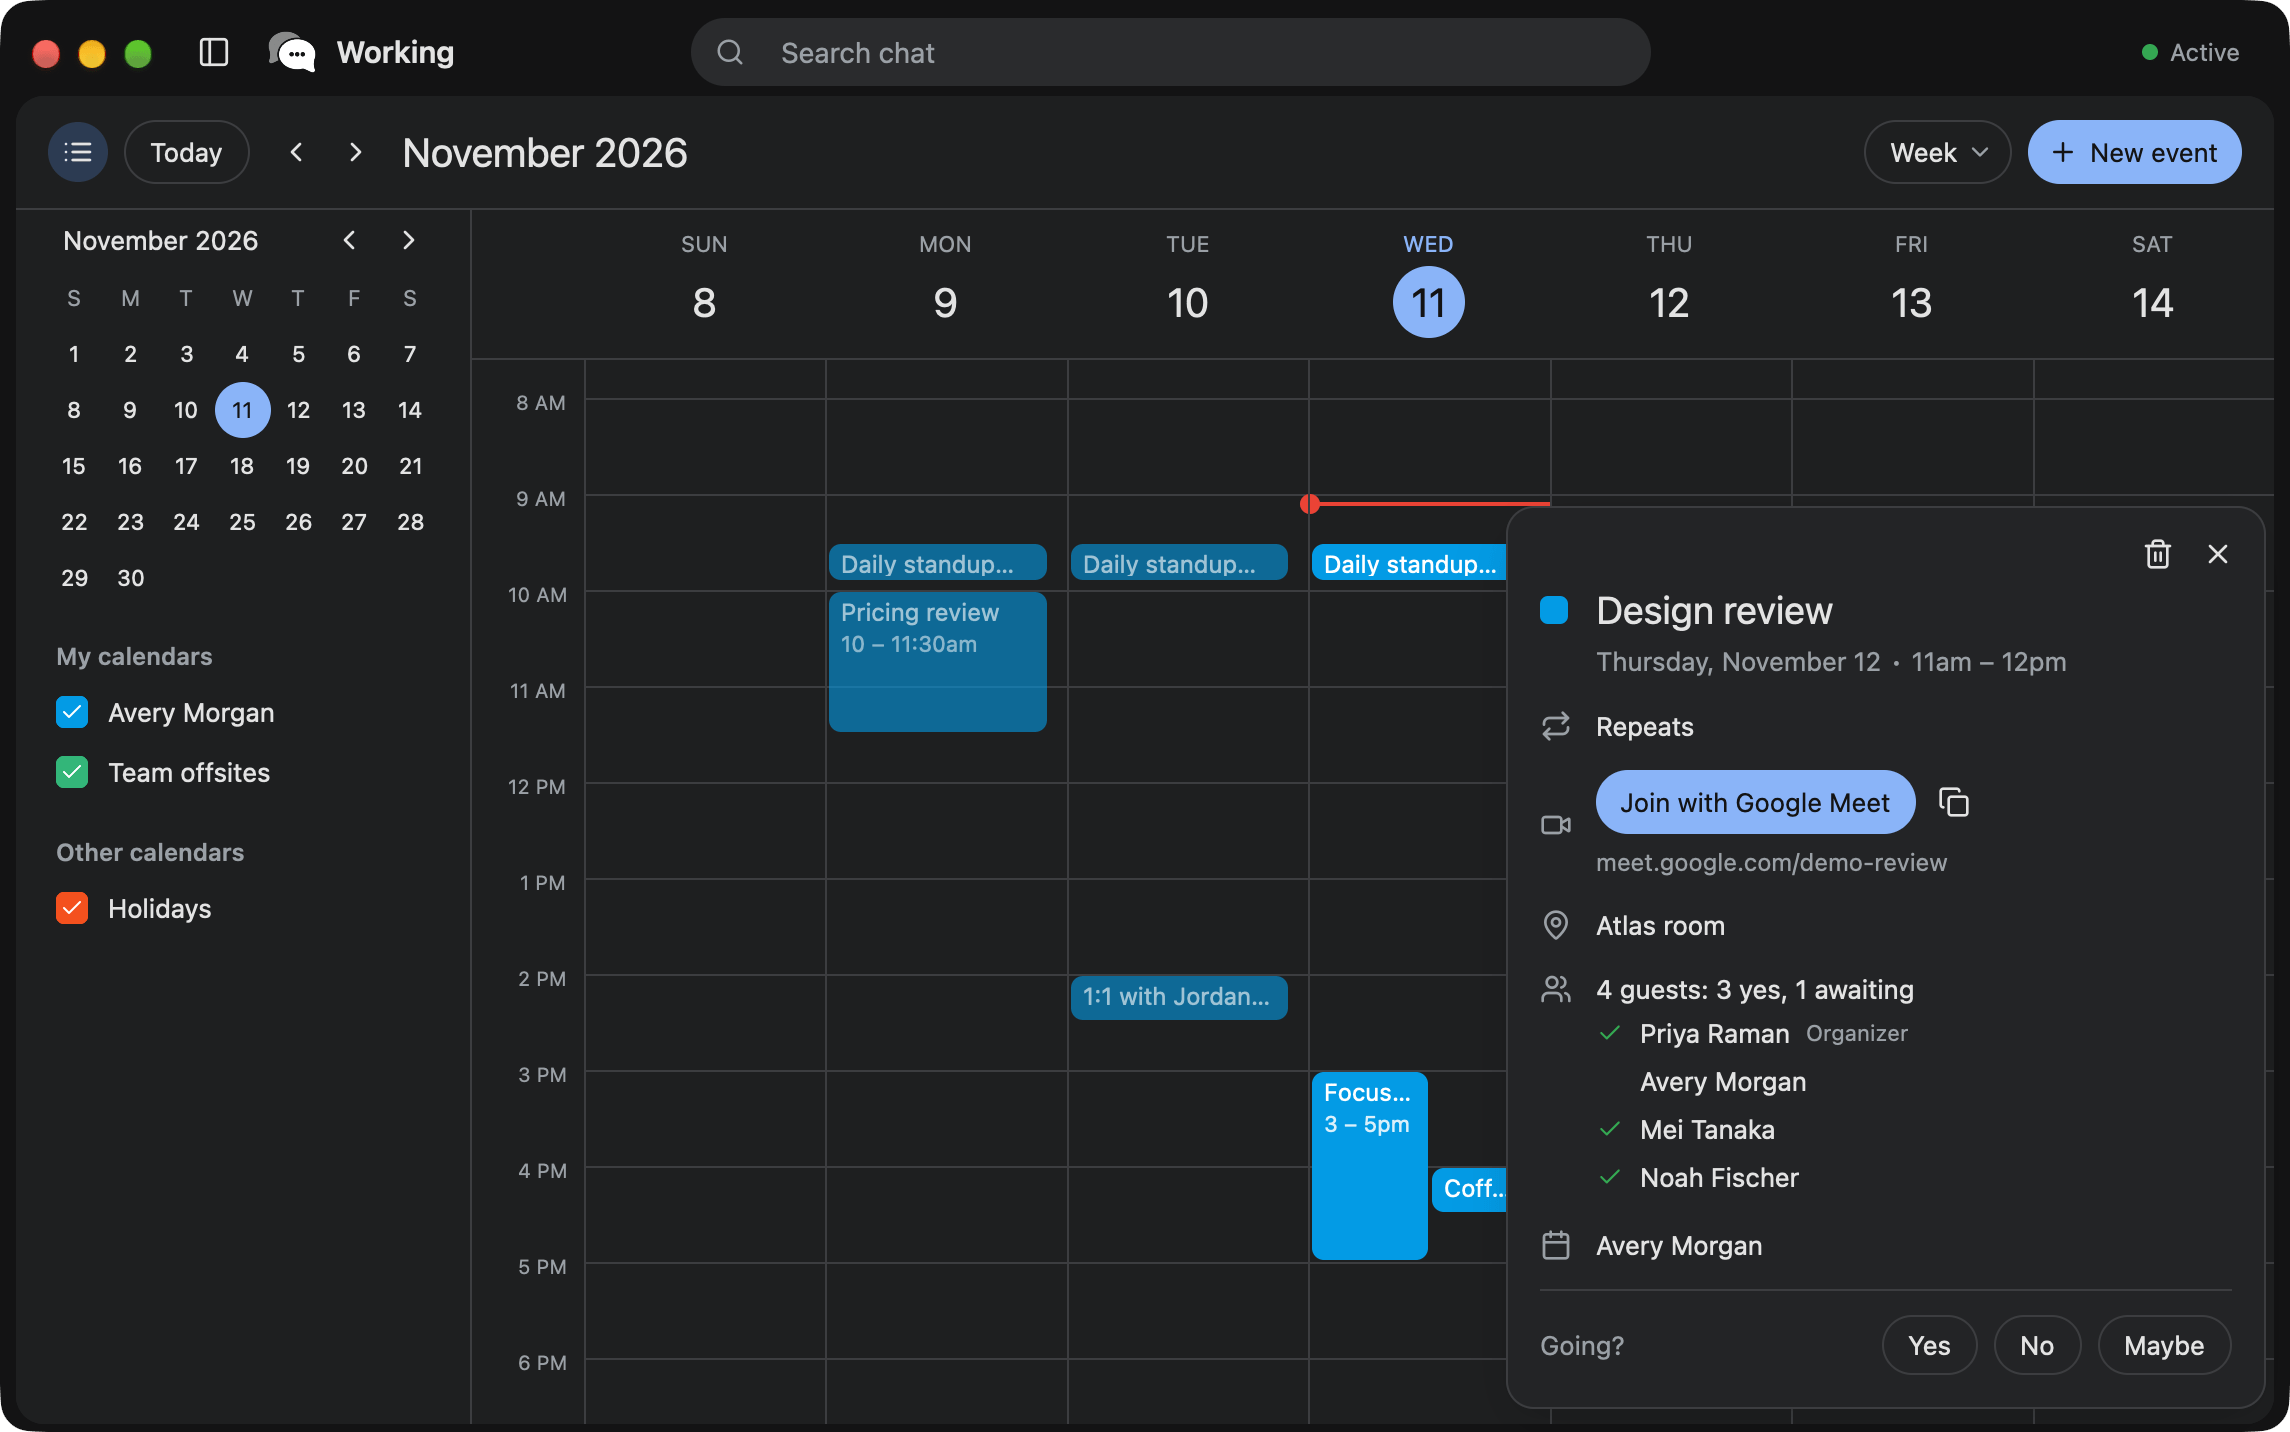 Working
Search chat
Active
Today
November 2026
Week
New event
November 2026
S M T W T F S
1 2 3 4 5 6 7
8 9 10 11 12 13 14
15 16 17 18 19 20 21
22 23 24 25 26 27 28
29 30
My calendars
Avery Morgan
Team offsites
Other calendars
Holidays
SUN MON TUE WED THU FRI SAT
8 9 10 11 12 13 14
8 AM
9 AM
10 AM
11 AM
12 PM
1 PM
2 PM
3 PM
4 PM
5 PM
6 PM
Daily standup...
Pricing review
10 – 11:30am
Daily standup...
1:1 with Jordan...
Daily standup...
Focus...
3 – 5pm
Coff...
Design review
Thursday, November 12 • 11am – 12pm
Repeats
Join with Google Meet
meet.google.com/demo-review
Atlas room
4 guests: 3 yes, 1 awaiting
Priya Raman Organizer
Avery Morgan
Mei Tanaka
Noah Fischer
Avery Morgan
Going?
Yes
No
Maybe